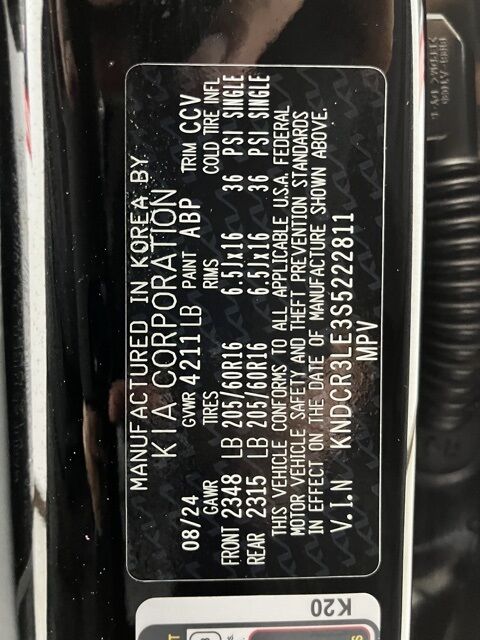 MANUFACTURED IN KOREA BY
KIA CORPORATION
08/24 GVWR 4211 LB PAINT ABP TRIM CCV
GAWR TIRES RIMS COLD TIRE INFL
FRONT 2348 LB 205/60R16 6.5Jx16 36 PSI SINGLE
REAR 2315 LB 205/60R16 6.5Jx16 36 PSI SINGLE
THIS VEHICLE CONFORMS TO ALL APPLICABLE U.S.A. FEDERAL
MOTOR VEHICLE SAFETY AND THEFT PREVENTION STANDARDS
IN EFFECT ON THE DATE OF MANUFACTURE SHOWN ABOVE.
V.I.N KNDCR3LE3S5222811
MPV
K20